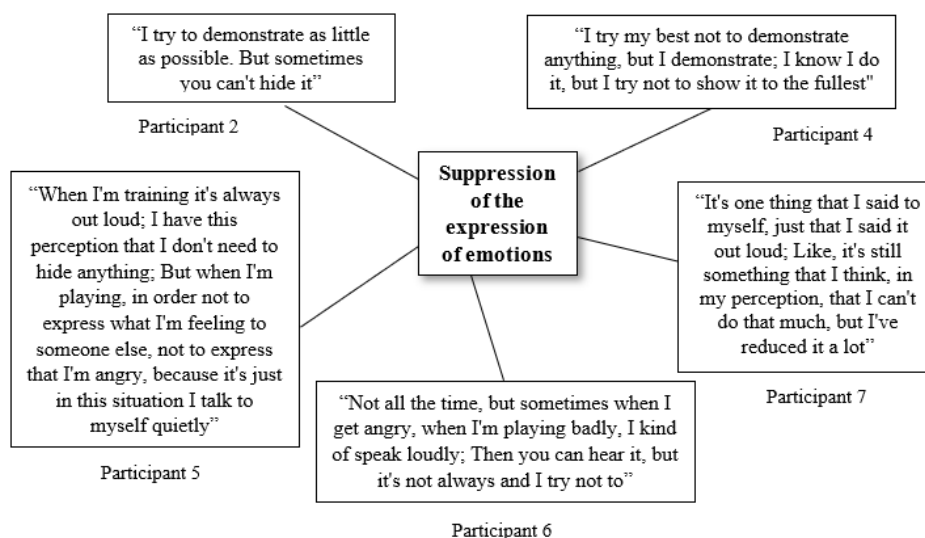 “I try to demonstrate as little
as possible. But sometimes
you can't hide it”
Participant 2
“I try my best not to demonstrate
anything, but I demonstrate; I know I do
it, but I try not to show it to the fullest"
Participant 4
Suppression
of the
expression
of emotions
“When I'm training it's always
out loud; I have this
perception that I don't need to
hide anything; But when I'm
playing, in order not to
express what I'm feeling to
someone else, not to express
that I'm angry, because it's just
in this situation I talk to
myself quietly”
Participant 5
“It's one thing that I said to
myself, just that I said it
out loud; Like, it's still
something that I think, in
my perception, that I can't
do that much, but I've
reduced it a lot”
Participant 7
“Not all the time, but sometimes when I
get angry, when I'm playing badly, I kind
of speak loudly; Then you can hear it, but
it's not always and I try not to”
Participant 6